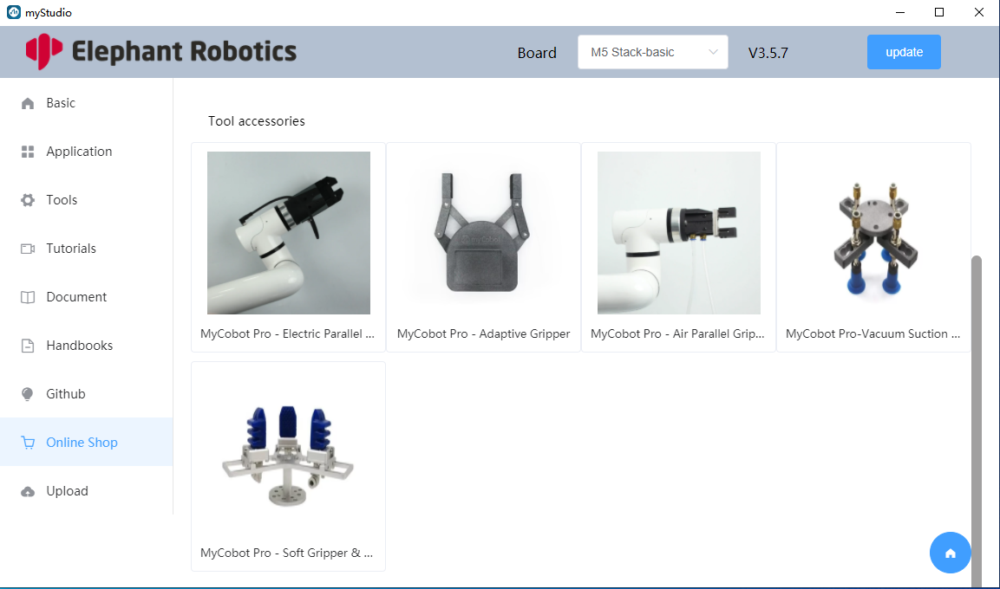 myStudio
Elephant Robotics
Board
M5 Stack-basic
V3.5.7
update
Basic
Application
Tools
Tutorials
Document
Handbooks
Github
Online Shop
Upload
Tool accessories
MyCobot Pro - Electric Parallel ...
MyCobot Pro - Adaptive Gripper
MyCobot Pro - Air Parallel Grip...
MyCobot Pro-Vacuum Suction ...
MyCobot Pro - Soft Gripper & ...